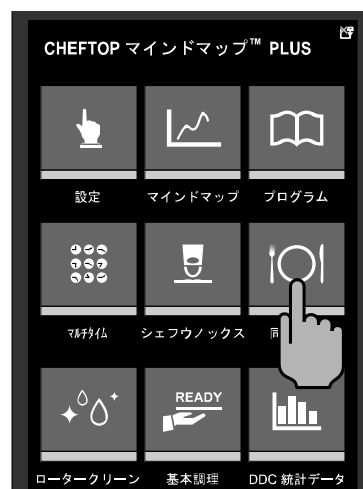 CHEFTOP マインドマップ™ PLUS
設定 マインドマップ プログラム
マルチタイム シェフウノックス 同
READY
ロータークリーン 基本調理 DDC 統計データ